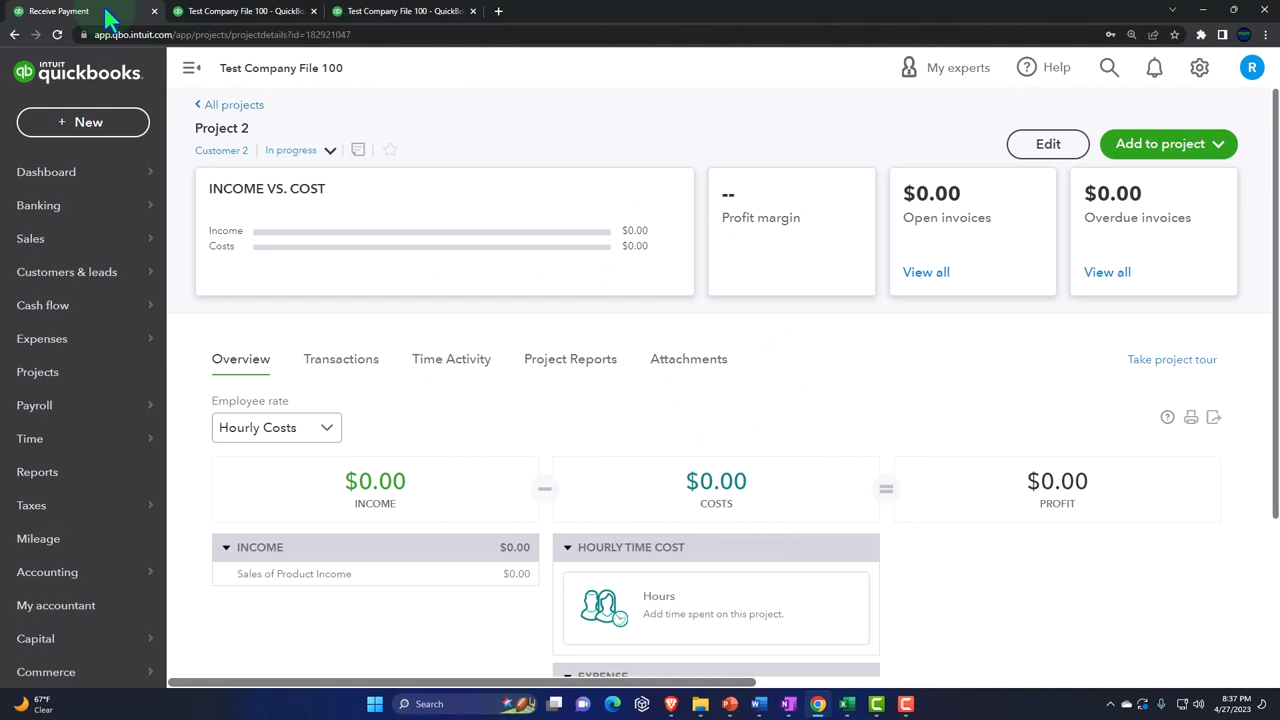 Receive Payment
Test Company File 100 - QuickBo
Test Company File 100 - QuickBo
app.qbo.intuit.com/app/projects/projectdetails?id=182921047
INTUIT
quickbooks.
Test Company File 100
My experts
Help
R
+ New
Dashboard
Banking
Sales
Customers & leads
Cash flow
Expenses
Projects
Payroll
Time
Reports
Taxes
Mileage
Accounting
My accountant
Capital
Commerce
All projects
Project 2
Customer 2
In progress
Edit
Add to project
INCOME VS. COST
Income $0.00
Costs $0.00
--
Profit margin
$0.00
Open invoices
View all
$0.00
Overdue invoices
View all
Overview
Transactions
Time Activity
Project Reports
Attachments
Take project tour
Employee rate
Hourly Costs
$0.00
INCOME
$0.00
COSTS
$0.00
PROFIT
INCOME $0.00
Sales of Product Income $0.00
HOURLY TIME COST
Hours
Add time spent on this project.
EXPENSE
67°F
Clear
Search
8:37 PM
4/27/2023